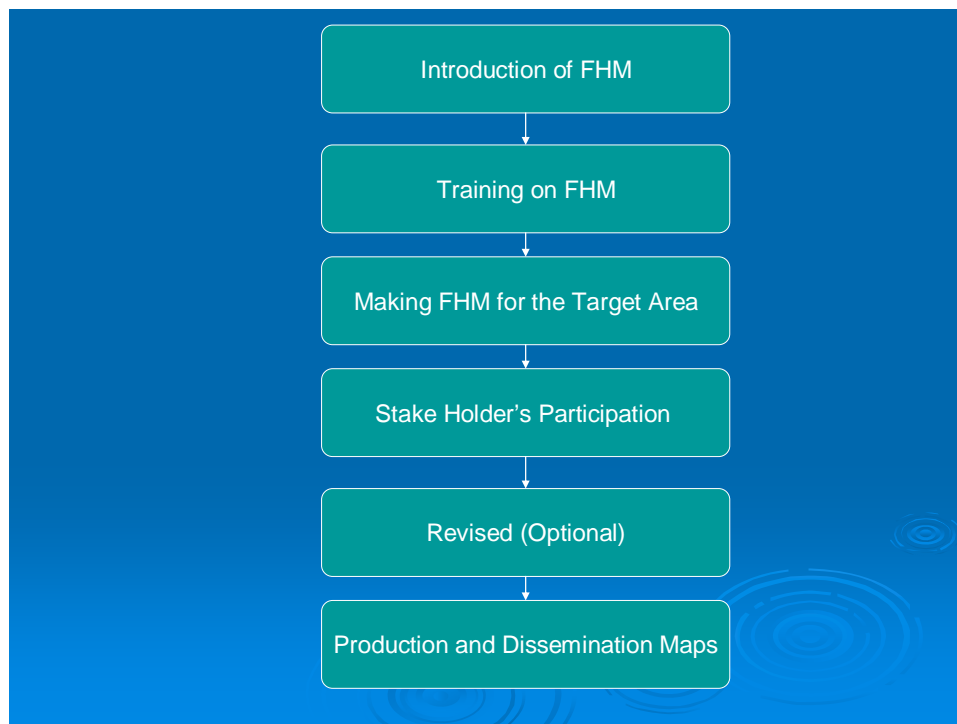 Introduction of FHM
Training on FHM
Making FHM for the Target Area
Stake Holder’s Participation
Revised (Optional)
Production and Dissemination Maps